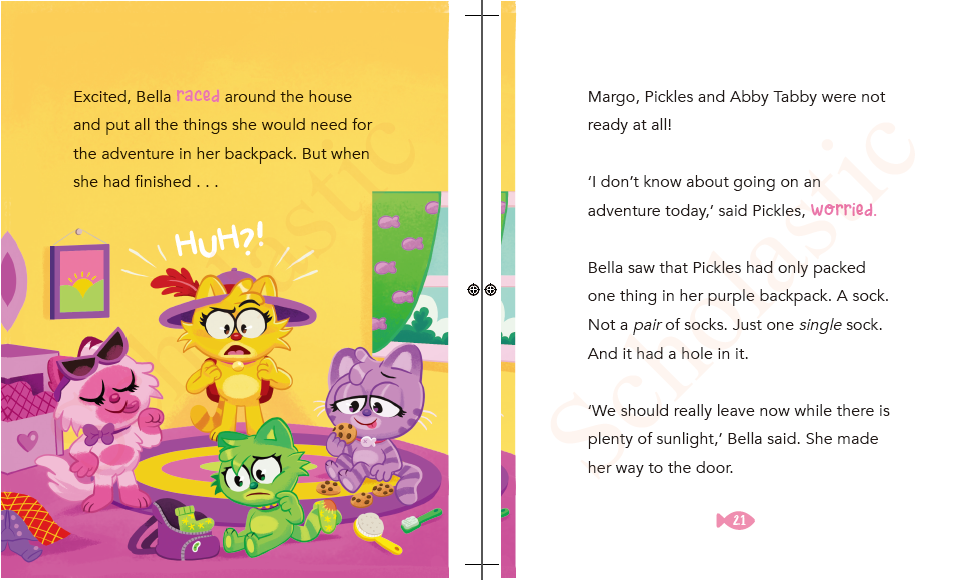 Excited, Bella raced around the house
and put all the things she would need for
the adventure in her backpack. But when
she had finished . . .
HUH?!
Margo, Pickles and Abby Tabby were not
ready at all!
‘I don’t know about going on an
adventure today,’ said Pickles, worried.
Bella saw that Pickles had only packed
one thing in her purple backpack. A sock.
Not a pair of socks. Just one single sock.
And it had a hole in it.
‘We should really leave now while there is
plenty of sunlight,’ Bella said. She made
her way to the door.
21
Scholastic
Scholastic